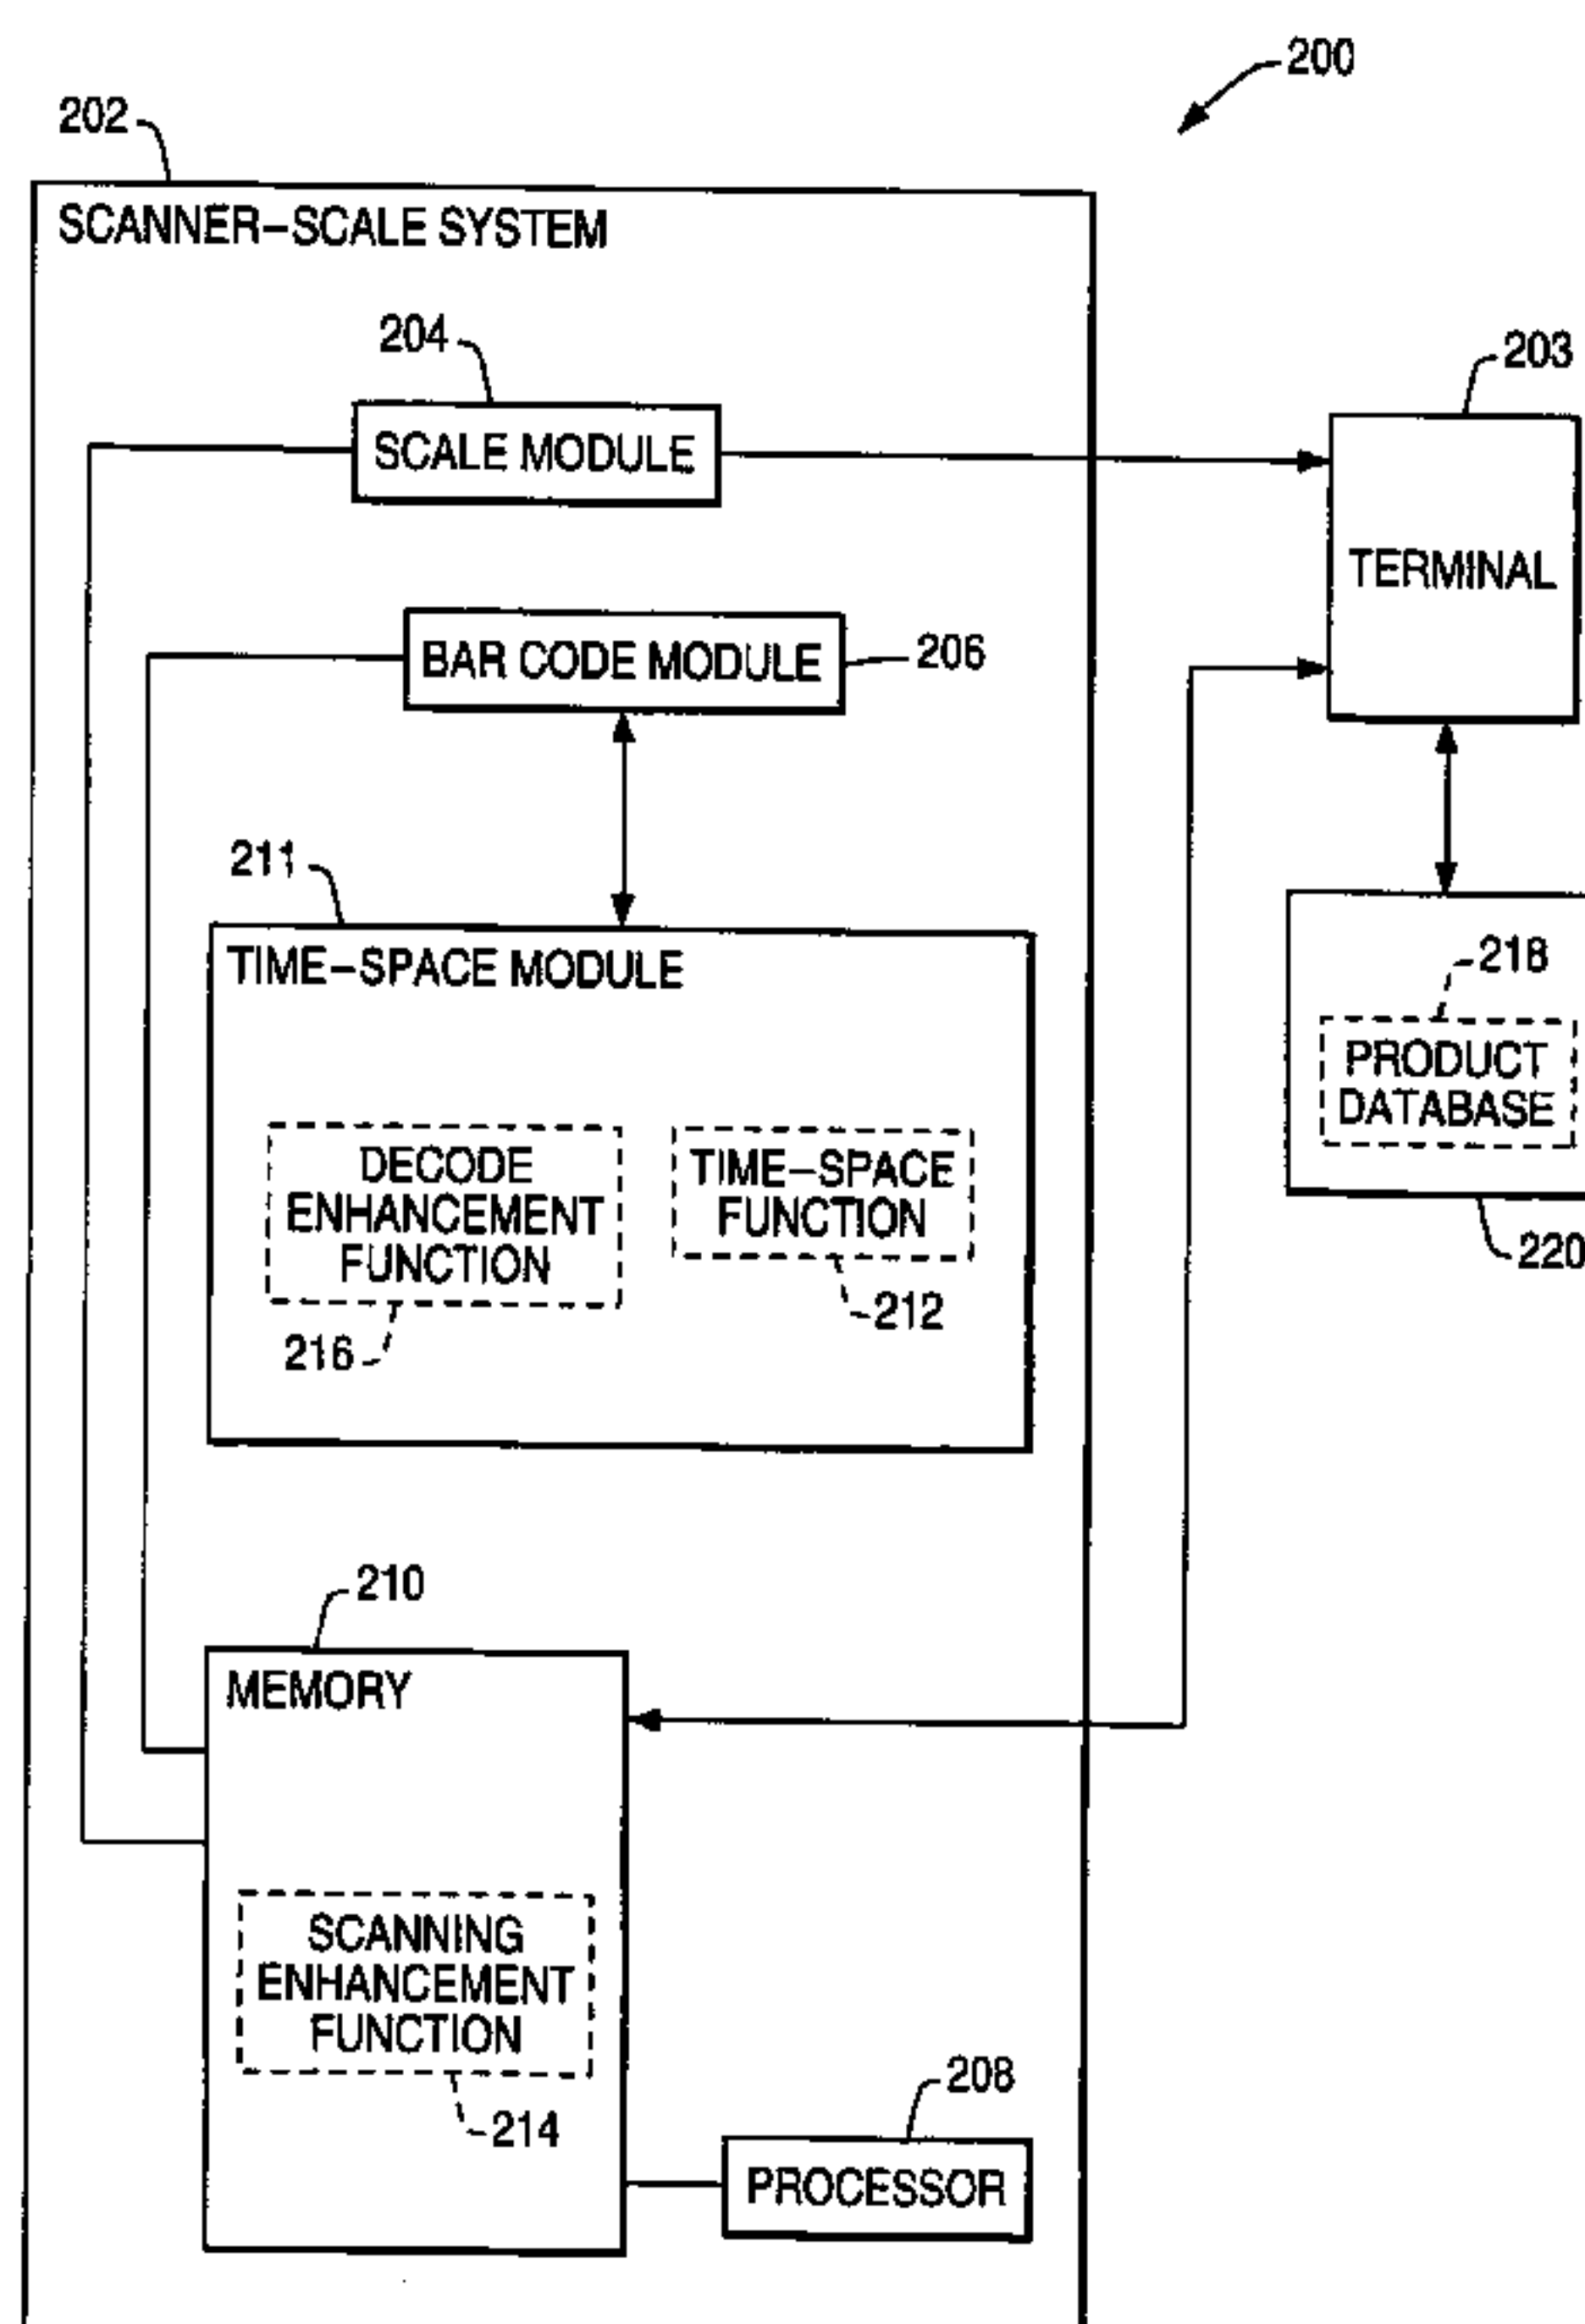 200
202
SCANNER-SCALE SYSTEM
204
SCALE MODULE
203
TERMINAL
BAR CODE MODULE
206
211
TIME-SPACE MODULE
218
PRODUCT
DATABASE
220
DECODE
ENHANCEMENT
FUNCTION
216
TIME-SPACE
FUNCTION
212
210
MEMORY
SCANNING
ENHANCEMENT
FUNCTION
214
208
PROCESSOR